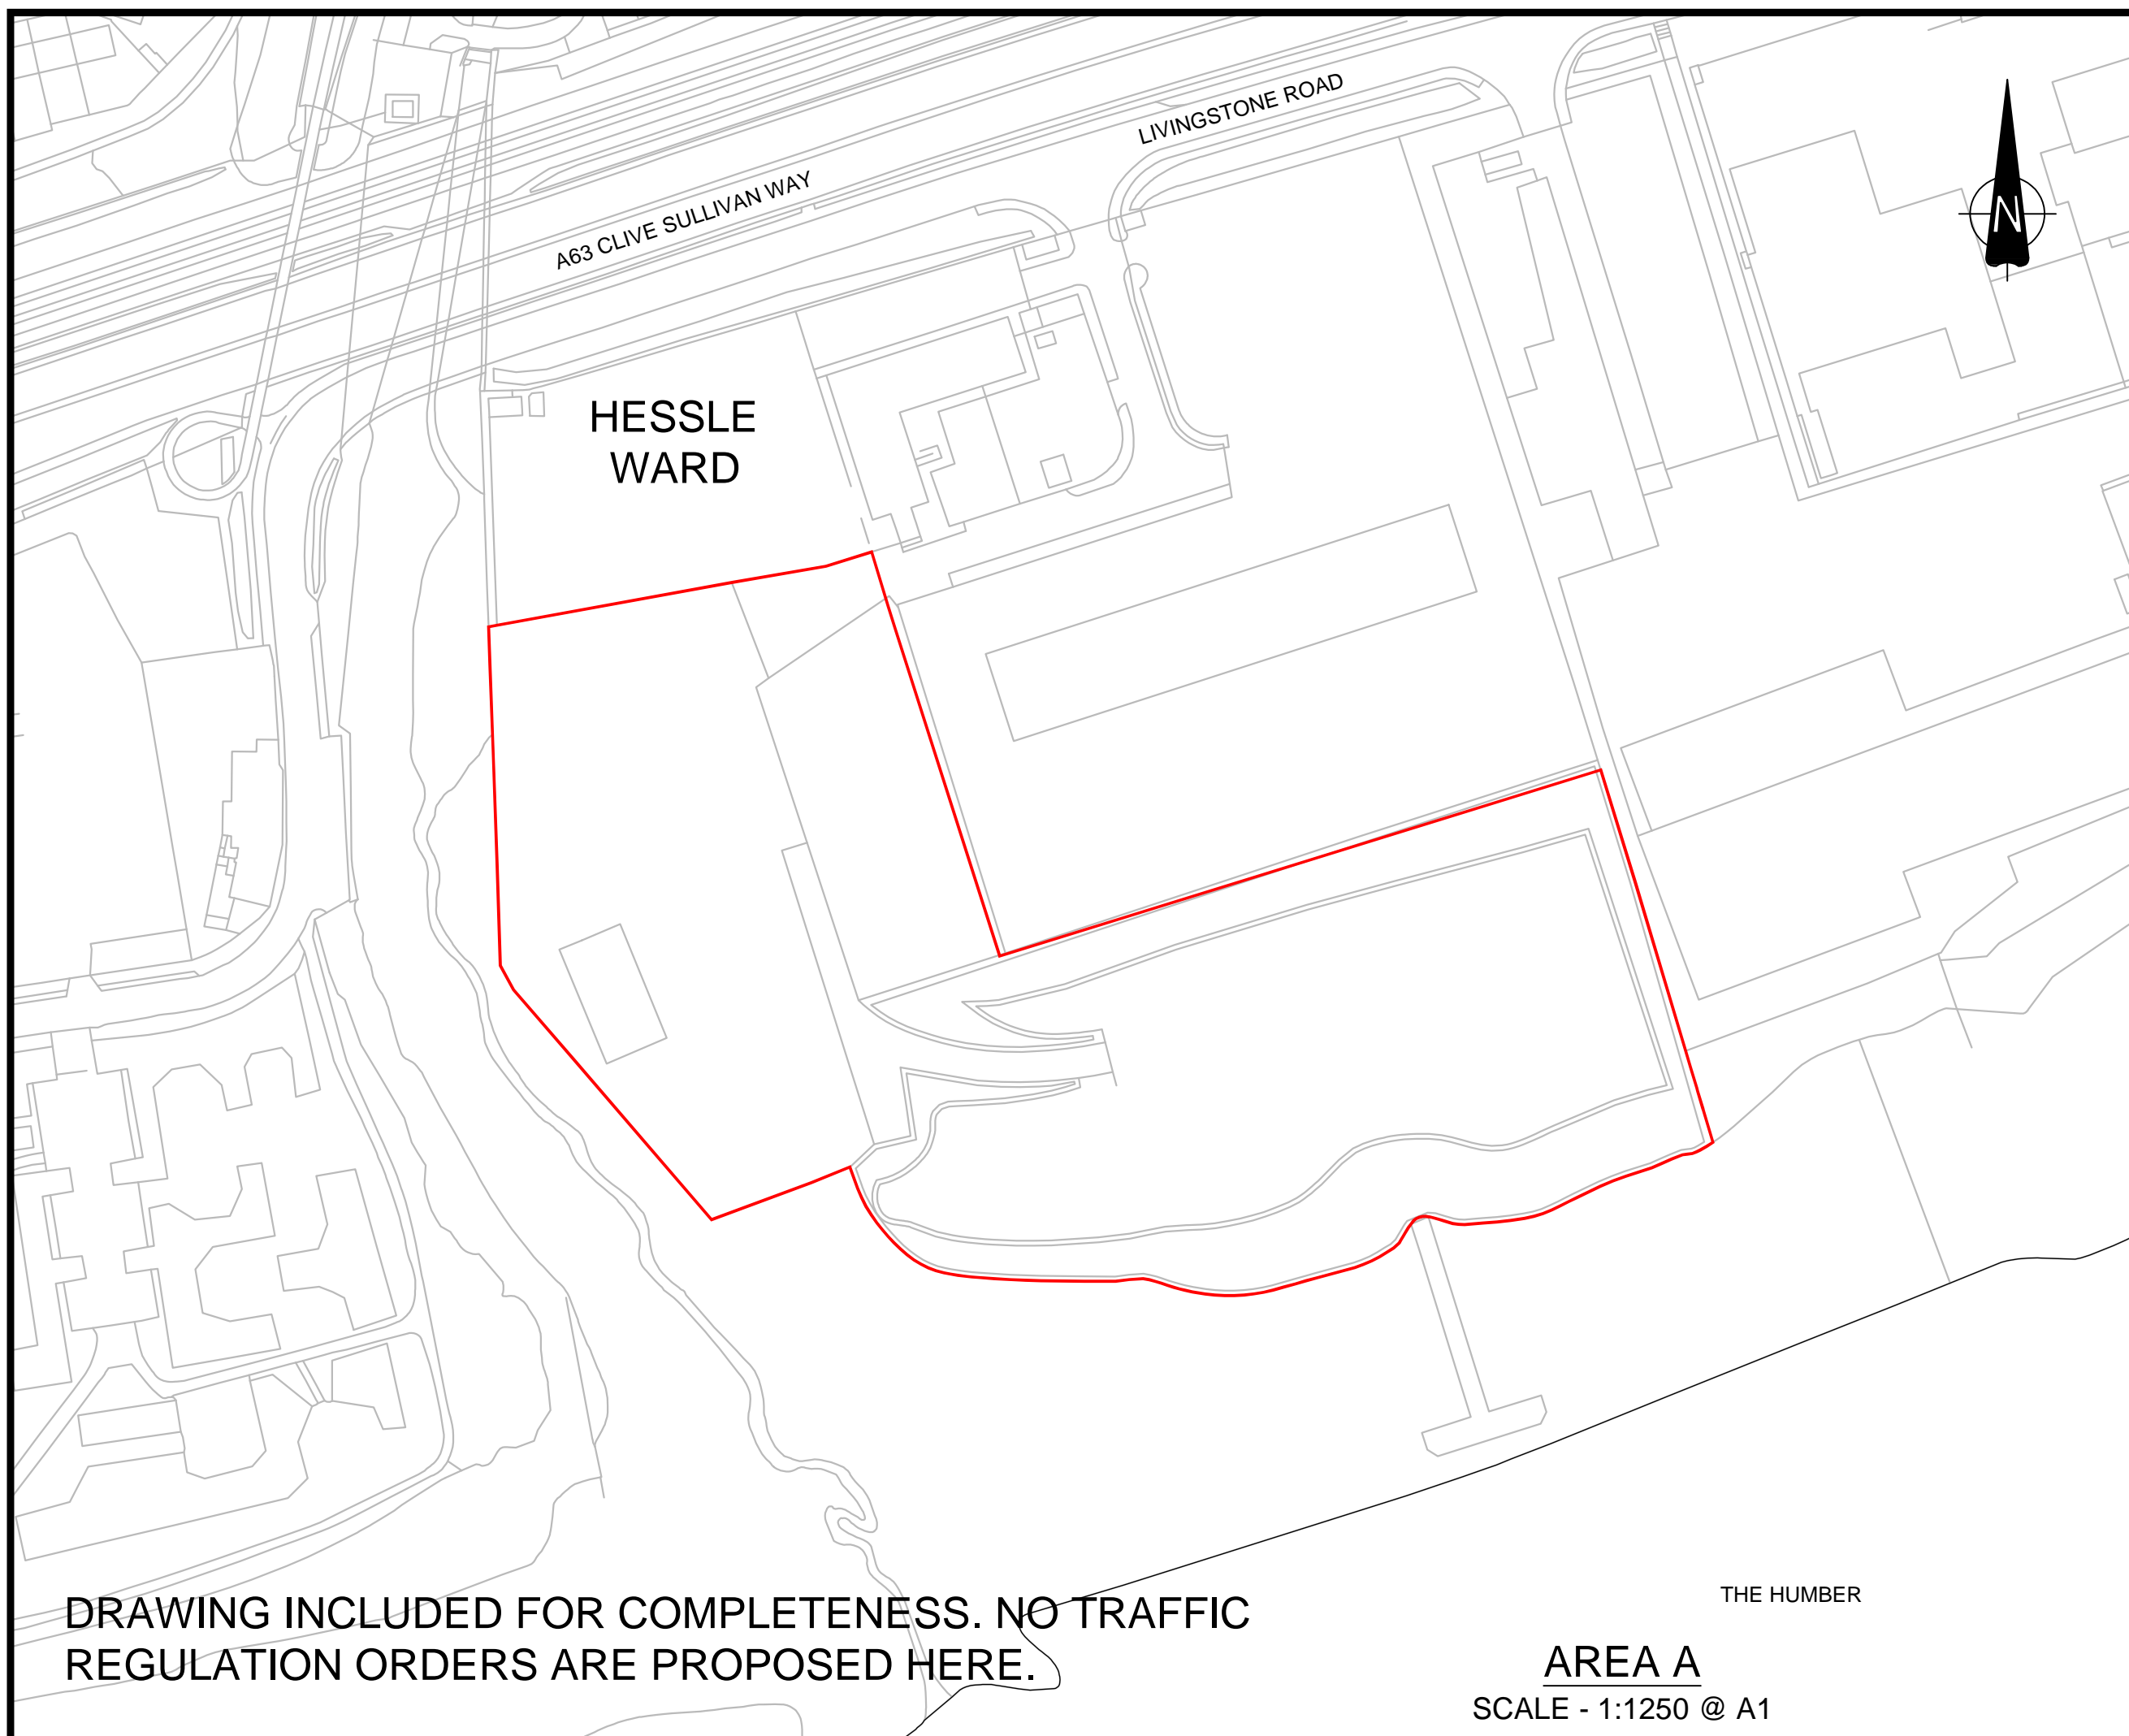 LIVINGSTONE ROAD
A63 CLIVE SULLIVAN WAY
N
HESSLE
WARD
DRAWING INCLUDED FOR COMPLETENESS. NO TRAFFIC
REGULATION ORDERS ARE PROPOSED HERE.
THE HUMBER
AREA A
SCALE - 1:1250 @ A1